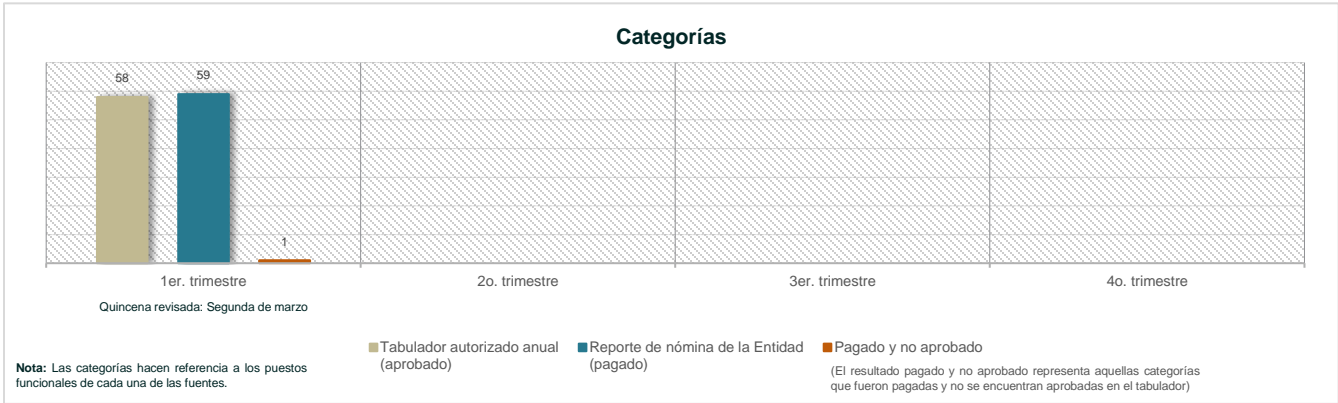 Categorías
58
59
1
1er. trimestre
2o. trimestre
3er. trimestre
4o. trimestre
Quincena revisada: Segunda de marzo
Tabulador autorizado anual
(aprobado)
Reporte de nómina de la Entidad
(pagado)
Pagado y no aprobado
(El resultado pagado y no aprobado representa aquellas categorías
que fueron pagadas y no se encuentran aprobadas en el tabulador)
Nota: Las categorías hacen referencia a los puestos
funcionales de cada una de las fuentes.